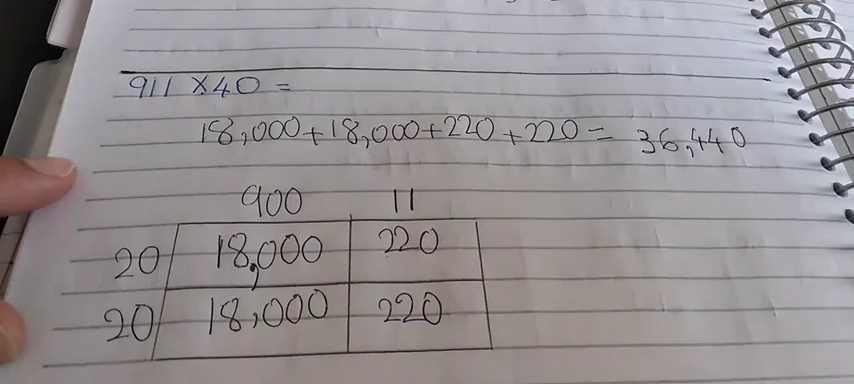 911 × 40 =
18,000+18,000+220+220= 36,440
900 11
20 18,000 220
20 18,000 220